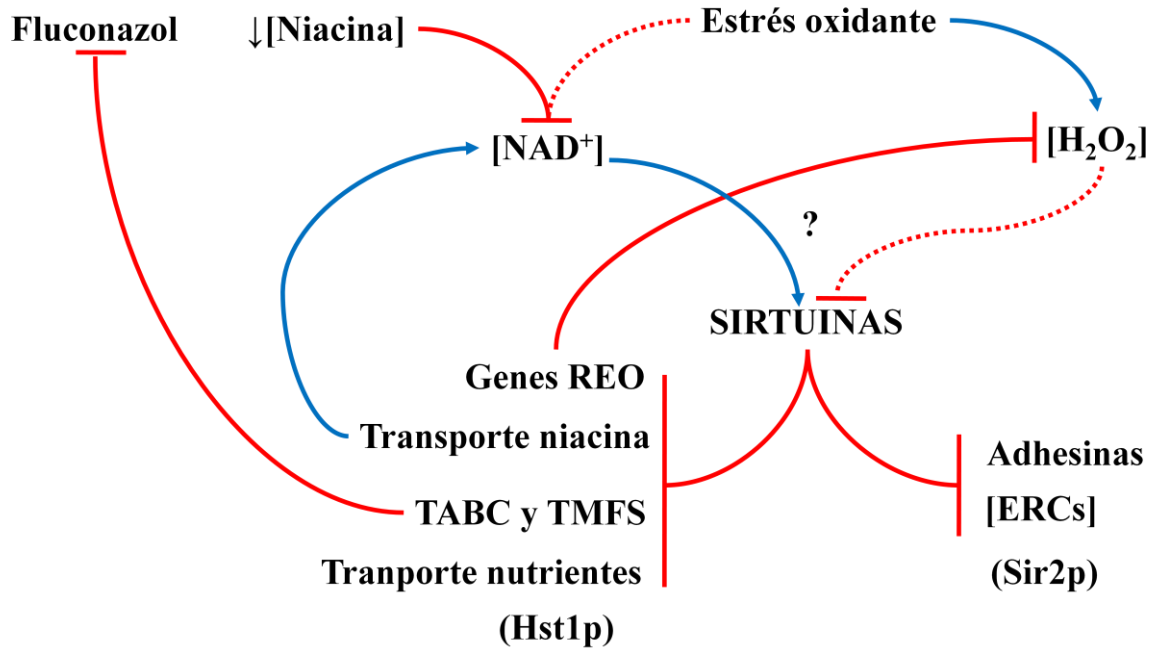 Fluconazol
↓[Niacina]
Estrés oxidante
[NAD⁺]
[H₂O₂]
?
SIRTUINAS
Genes REO
Transporte niacina
TABC y TMFS
Tranporte nutrientes
(Hst1p)
Adhesinas
[ERCs]
(Sir2p)